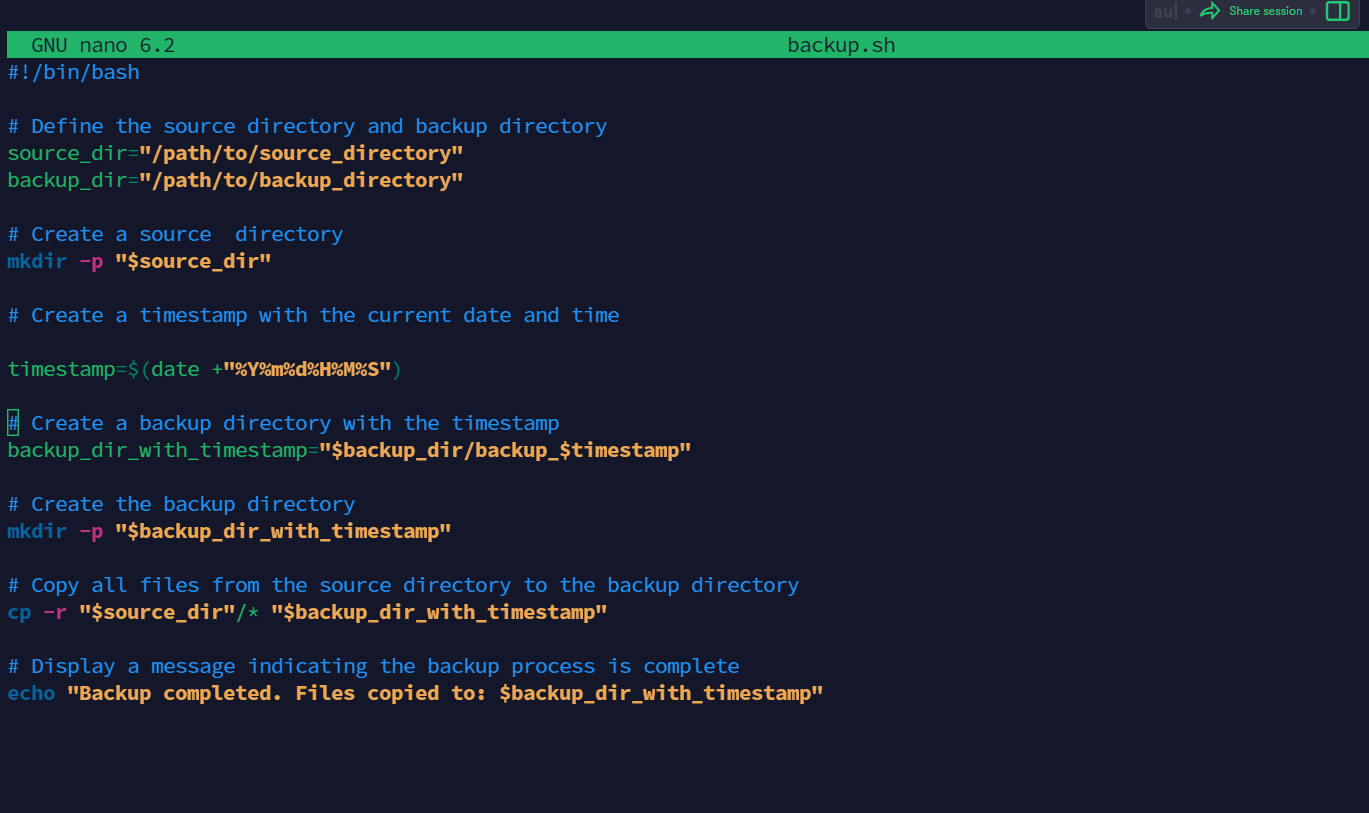 au
Share session
GNU nano 6.2 backup.sh
#!/bin/bash
# Define the source directory and backup directory
source_dir="/path/to/source_directory"
backup_dir="/path/to/backup_directory"
# Create a source  directory
mkdir -p "$source_dir"
# Create a timestamp with the current date and time
timestamp=$(date +"%Y%m%d%H%M%S")
# Create a backup directory with the timestamp
backup_dir_with_timestamp="$backup_dir/backup_$timestamp"
# Create the backup directory
mkdir -p "$backup_dir_with_timestamp"
# Copy all files from the source directory to the backup directory
cp -r "$source_dir"/* "$backup_dir_with_timestamp"
# Display a message indicating the backup process is complete
echo "Backup completed. Files copied to: $backup_dir_with_timestamp"